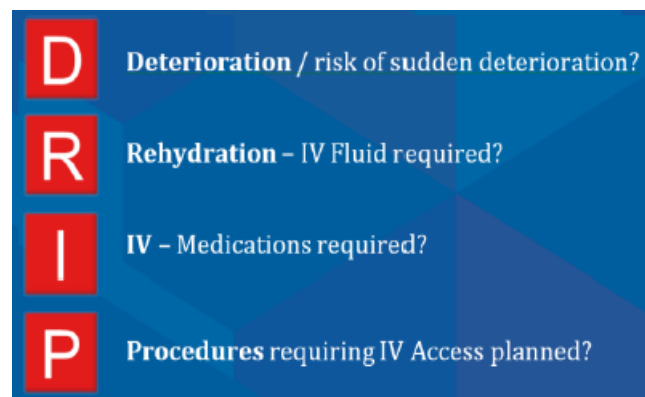 D Deterioration / risk of sudden deterioration?
R Rehydration – IV Fluid required?
I IV – Medications required?
P Procedures requiring IV Access planned?